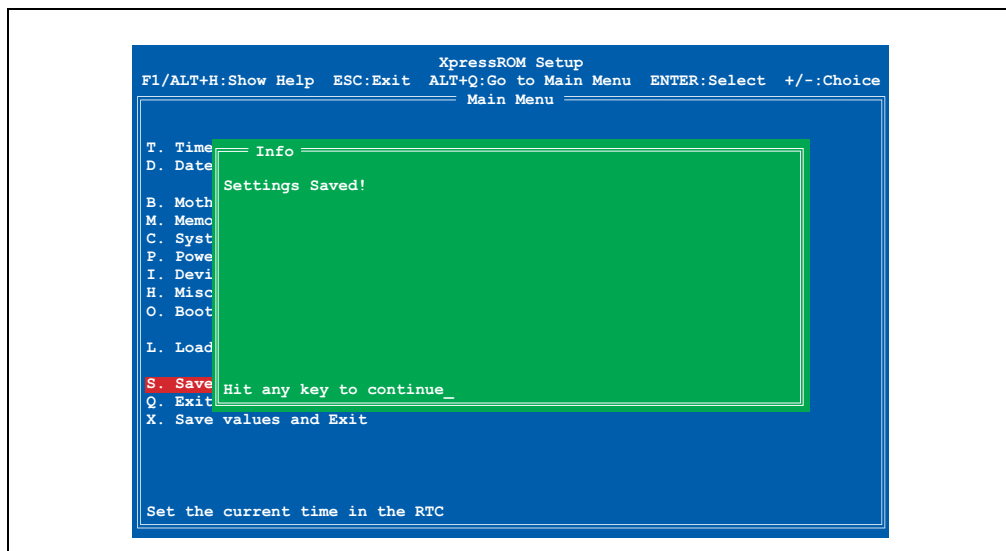 XpressROM Setup
F1/ALT+H:Show Help ESC:Exit ALT+Q:Go to Main Menu ENTER:Select +/-:Choice
Main Menu
T. Time
D. Date
Info
Settings Saved!
B. Moth
M. Memo
C. Syst
P. Powe
I. Devi
H. Misc
O. Boot
L. Load
S. Save
Hit any key to continue_
Q. Exit
X. Save values and Exit
Set the current time in the RTC